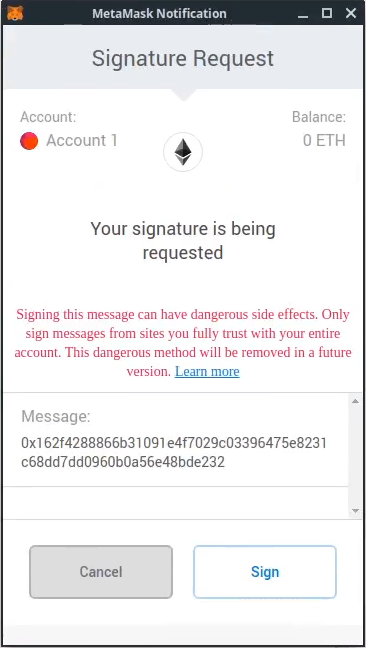 MetaMask Notification
Signature Request
Account:
Balance:
Account 1
0 ETH
Your signature is being
requested
Signing this message can have dangerous side effects. Only
sign messages from sites you fully trust with your entire
account. This dangerous method will be removed in a future
version. Learn more
Message:
0x162f4288866b31091e4f7029c03396475e8231
c68dd7dd0960b0a56e48bde232
Cancel
Sign